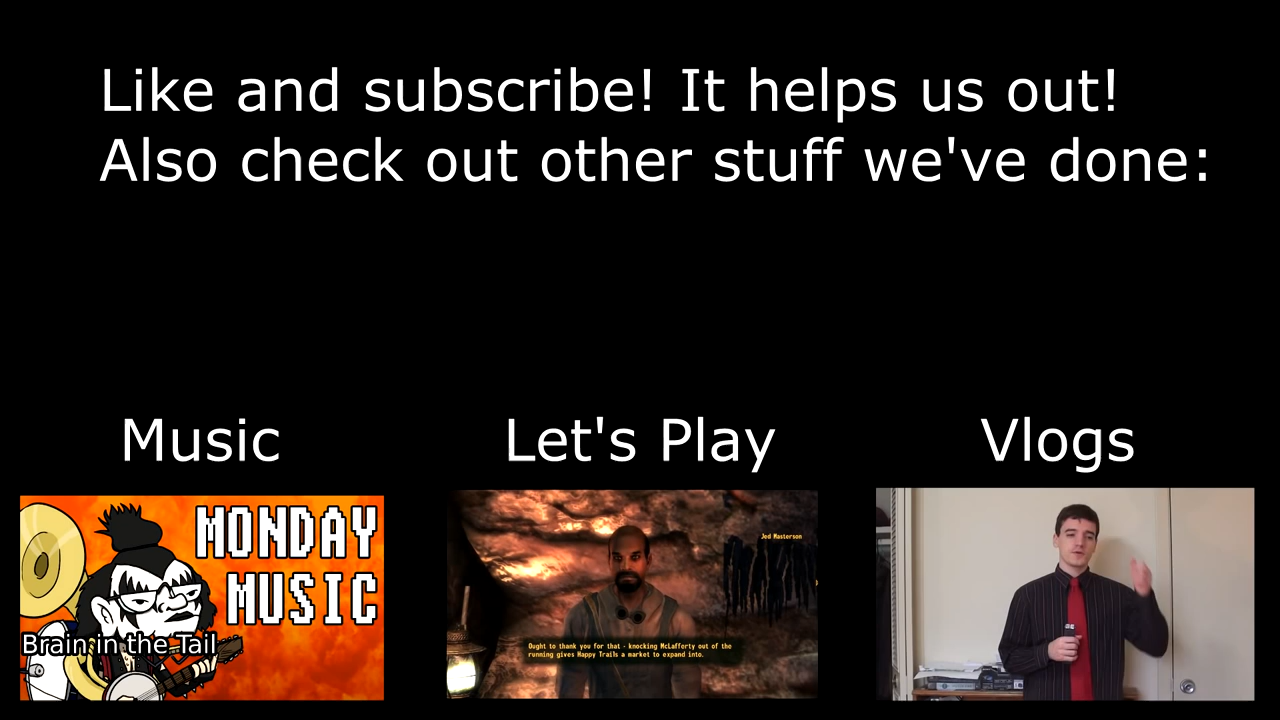 Like and subscribe! It helps us out!
Also check out other stuff we've done:
Music
Let's Play
Vlogs
MONDAY
MUSIC
Brain in the Tail
Jed Masterson
Ought to thank you for that - knocking McLafferty out of the
running gives Happy Trails a market to expand into.